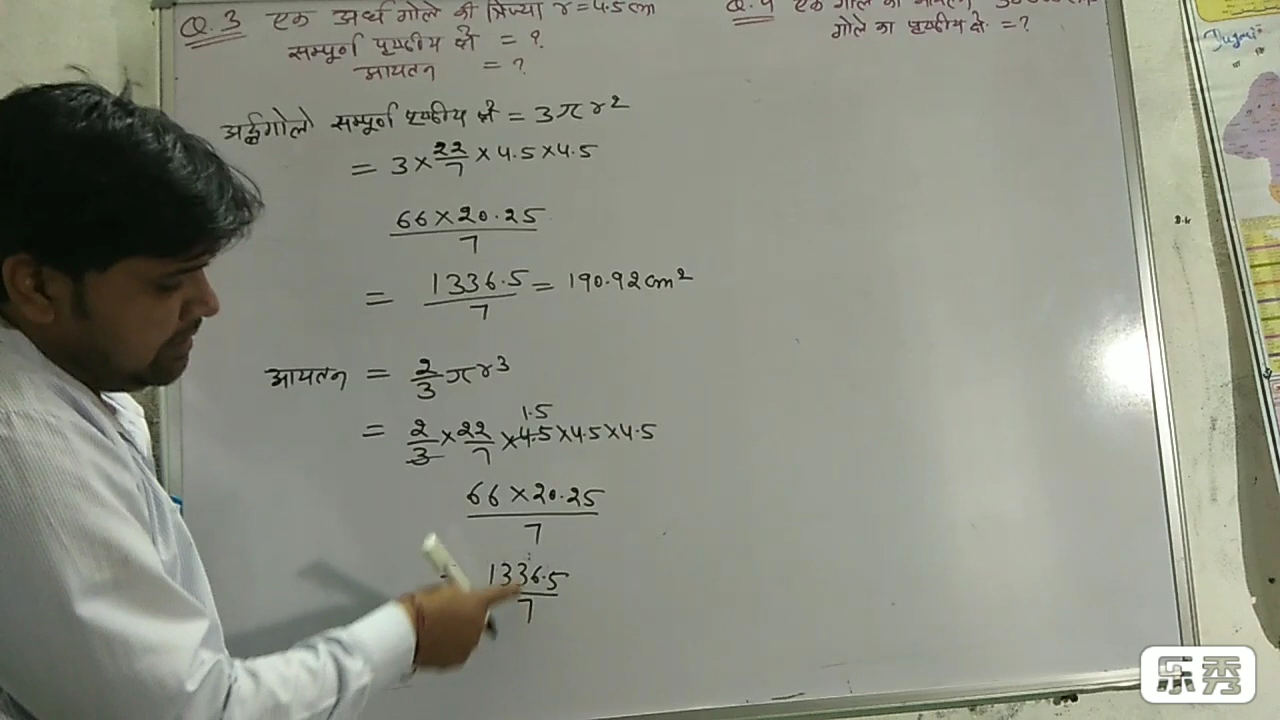 Q.3 एक अर्ध गोले की त्रिज्या r = 4.5 cm
सम्पूर्ण पृष्ठीय क्षे = ?
आयतन = ?
Q.4 एक गोले का आयतन
गोले का पृष्ठीय क्षे = ?
अर्द्धगोले सम्पूर्ण पृष्ठीय क्षे = 3πr²
= 3 × 22/7 × 4.5 × 4.5
66 × 20.25 / 7
= 1336.5 / 7 = 190.92 cm²
आयतन = 2/3 πr³
1.5
= 2/3 × 22/7 × 4.5 × 4.5 × 4.5
66 × 20.25 / 7
1336.5 / 7
乐秀